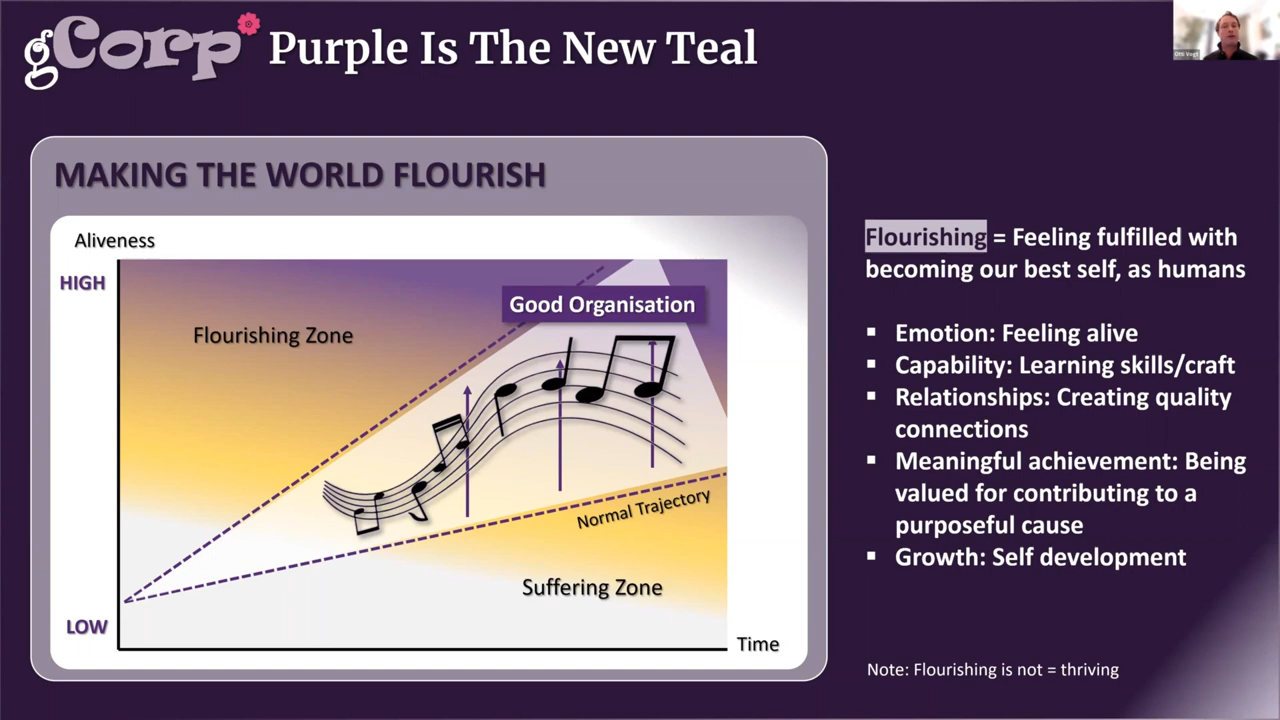 gCorp Purple Is The New Teal
Otti Vogt
MAKING THE WORLD FLOURISH
Aliveness
HIGH
Good Organisation
Flourishing Zone
Normal Trajectory
Suffering Zone
LOW
Time
Flourishing = Feeling fulfilled with
becoming our best self, as humans
▪ Emotion: Feeling alive
▪ Capability: Learning skills/craft
▪ Relationships: Creating quality
connections
▪ Meaningful achievement: Being
valued for contributing to a
purposeful cause
▪ Growth: Self development
Note: Flourishing is not = thriving